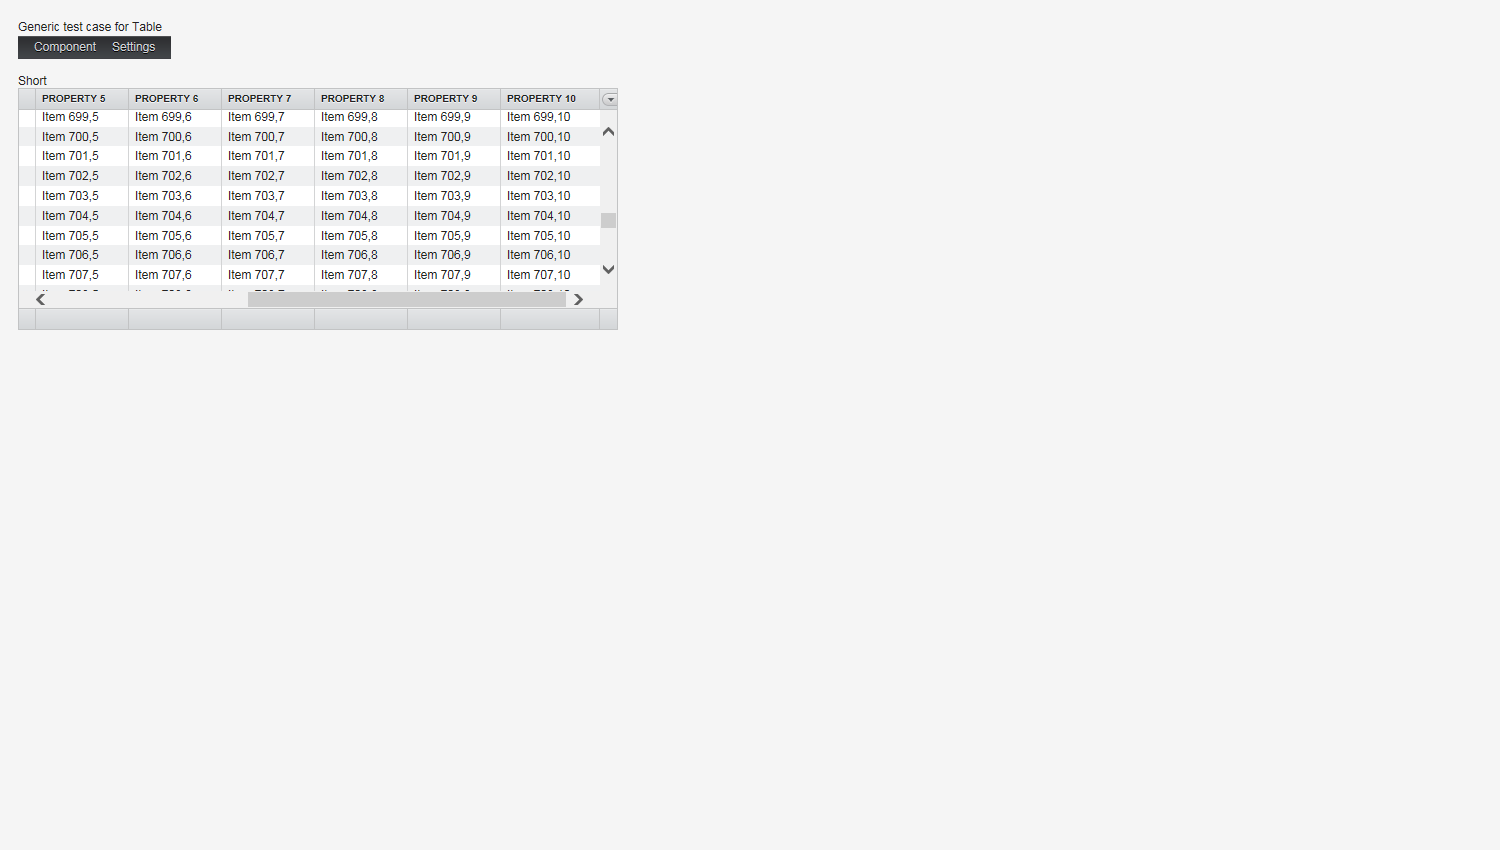 Generic test case for Table
Component Settings
Short
PROPERTY 5 PROPERTY 6 PROPERTY 7 PROPERTY 8 PROPERTY 9 PROPERTY 10
Item 699,5 Item 699,6 Item 699,7 Item 699,8 Item 699,9 Item 699,10
Item 700,5 Item 700,6 Item 700,7 Item 700,8 Item 700,9 Item 700,10
Item 701,5 Item 701,6 Item 701,7 Item 701,8 Item 701,9 Item 701,10
Item 702,5 Item 702,6 Item 702,7 Item 702,8 Item 702,9 Item 702,10
Item 703,5 Item 703,6 Item 703,7 Item 703,8 Item 703,9 Item 703,10
Item 704,5 Item 704,6 Item 704,7 Item 704,8 Item 704,9 Item 704,10
Item 705,5 Item 705,6 Item 705,7 Item 705,8 Item 705,9 Item 705,10
Item 706,5 Item 706,6 Item 706,7 Item 706,8 Item 706,9 Item 706,10
Item 707,5 Item 707,6 Item 707,7 Item 707,8 Item 707,9 Item 707,10